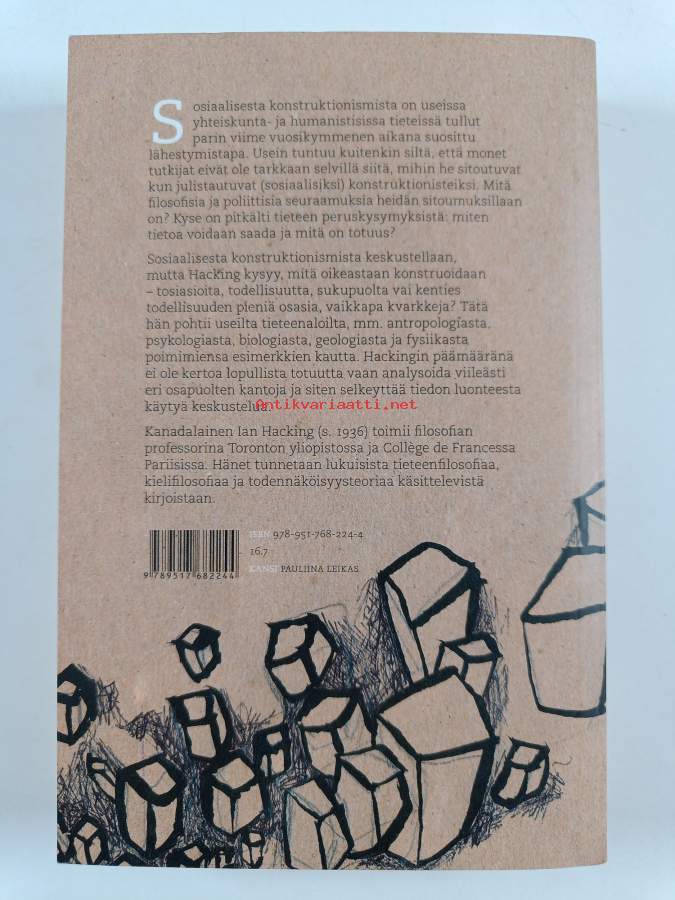 Sosiaalisesta konstruktionismista on useissa
yhteiskunta- ja humanistisissa tieteissä tullut
parin viime vuosikymmenen aikana suosittu
lähestymistapa. Usein tuntuu kuitenkin siltä, että monet
tutkijat eivät ole tarkkaan selvillä siitä, mihin he sitoutuvat
kun julistautuvat (sosiaalisiksi) konstruktionisteiksi. Mitä
filosofisia ja poliittisia seuraamuksia heidän sitoumuksillaan
on? Kyse on pitkälti tieteen peruskysymyksistä: miten
tietoa voidaan saada ja mitä on totuus?
Sosiaalisesta konstruktionismista keskustellaan,
mutta Hacking kysyy, mitä oikeastaan konstruoidaan
– tosiasioita, todellisuutta, sukupuolta vai kenties
todellisuuden pieniä osasia, vaikkapa kvarkkeja? Tätä
hän pohtii useilta tieteenaloilta, mm. antropologiasta,
psykologiasta, biologiasta, geologiasta ja fysiikasta
poimimiensa esimerkkien kautta. Hackingin päämääränä
ei ole kertoa lopullista totuutta vaan analysoida viileästi
eri osapuolten kantoja ja siten selkeyttää tiedon luonteesta
käytyä keskustelua.
Antikvariaatti.net
Kanadalainen Ian Hacking (s. 1936) toimii filosofian
professorina Toronton yliopistossa ja Collège de Francessa
Pariisissa. Hänet tunnetaan lukuisista tieteenfilosofiaa,
kielifilosofiaa ja todennäköisyysteoriaa käsittelevistä
kirjoistaan.
ISBN 978-951-768-224-4
16.7
KANSI PAULIINA LEIKAS
9 789517 682244